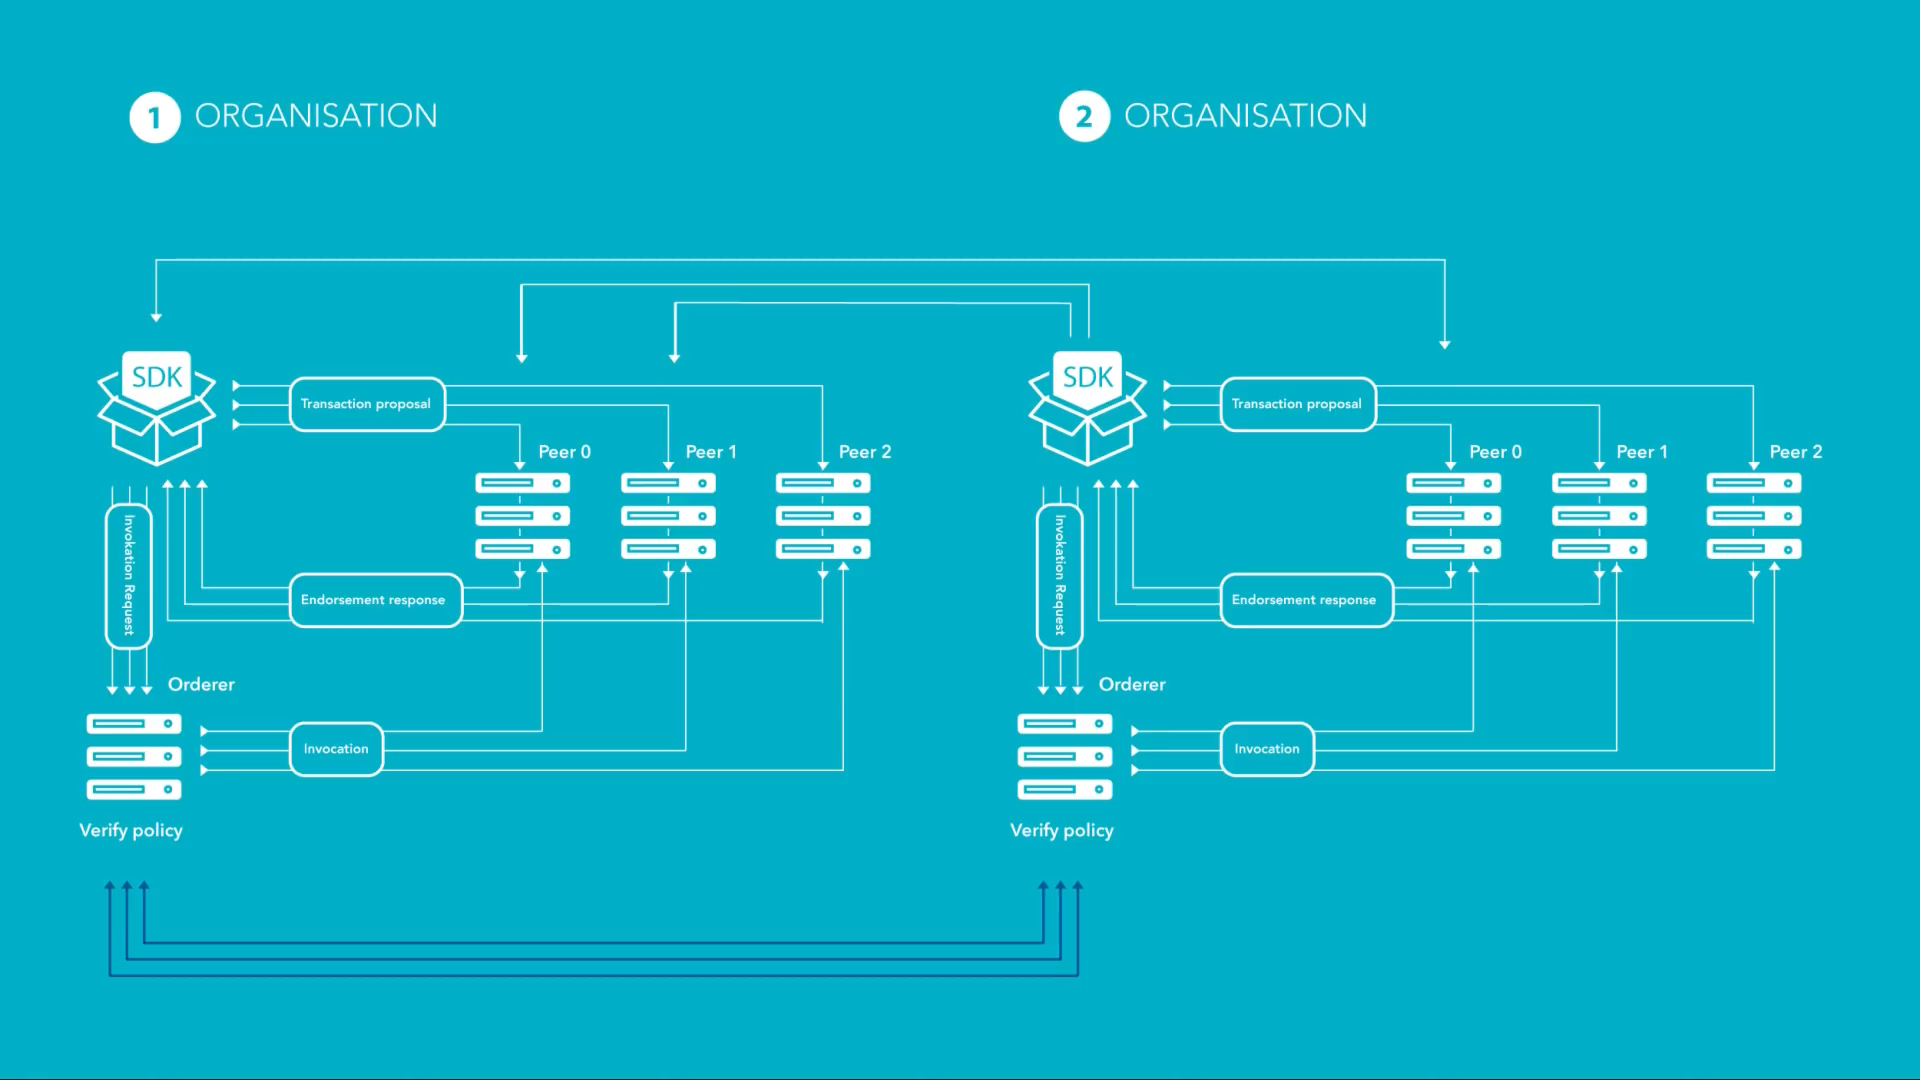 1 ORGANISATION
SDK
Transaction proposal
Peer 0
Peer 1
Peer 2
Invokation Request
Endorsement response
Orderer
Invocation
Verify policy
2 ORGANISATION
SDK
Transaction proposal
Peer 0
Peer 1
Peer 2
Invokation Request
Endorsement response
Orderer
Invocation
Verify policy